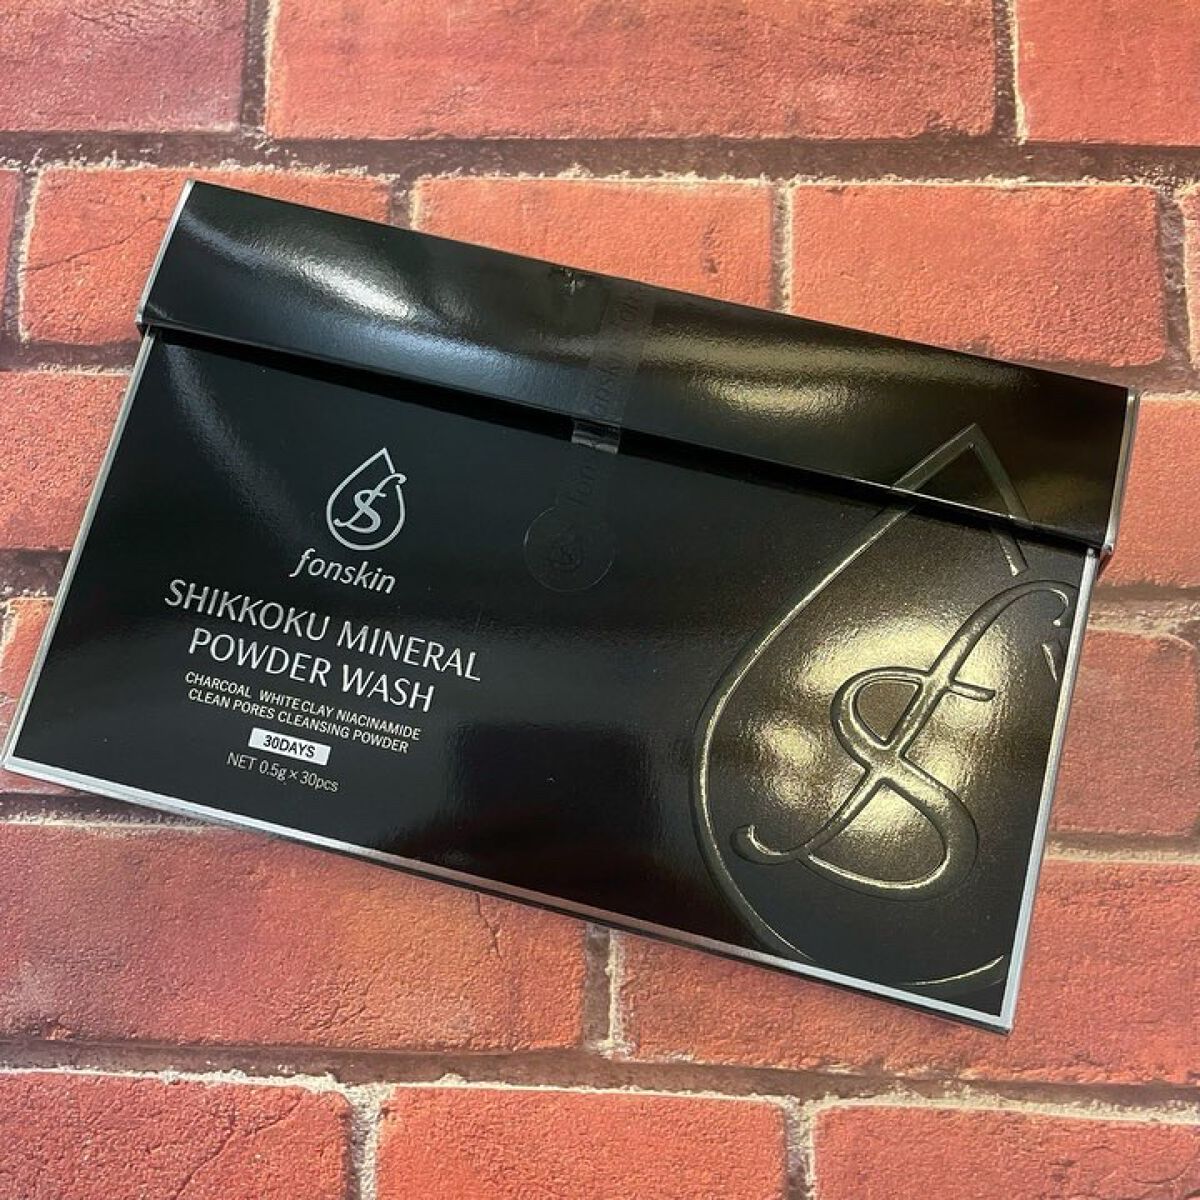 fonskin
SHIKKOKU MINERAL
POWDER WASH
CHARCOAL WHITE CLAY NIACINAMIDE
CLEAN PORES CLEANSING POWDER
30DAYS
NET 0.5g × 30pcs